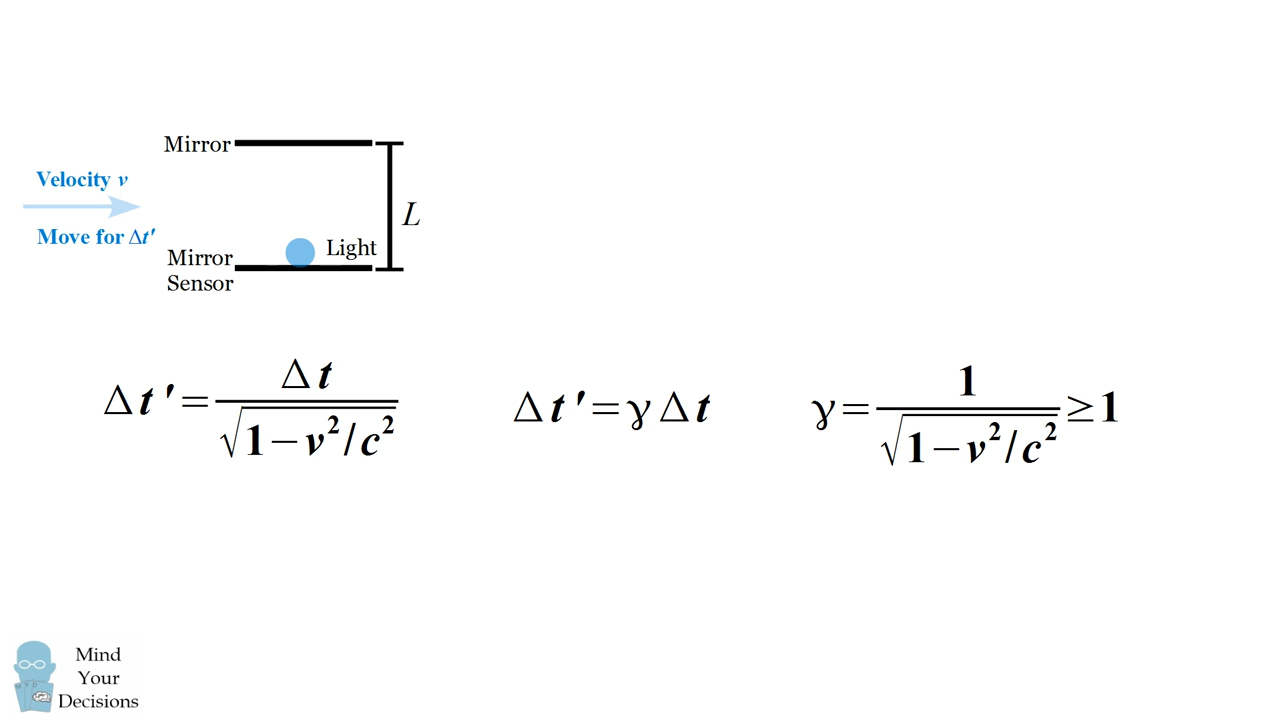 Mirror
Velocity v
L
Move for Δt′
Light
Mirror
Sensor
Δt′=Δt/√(1−v²/c²)
Δt′=γΔt
γ=1/√(1−v²/c²)≥1
Mind
Your
Decisions